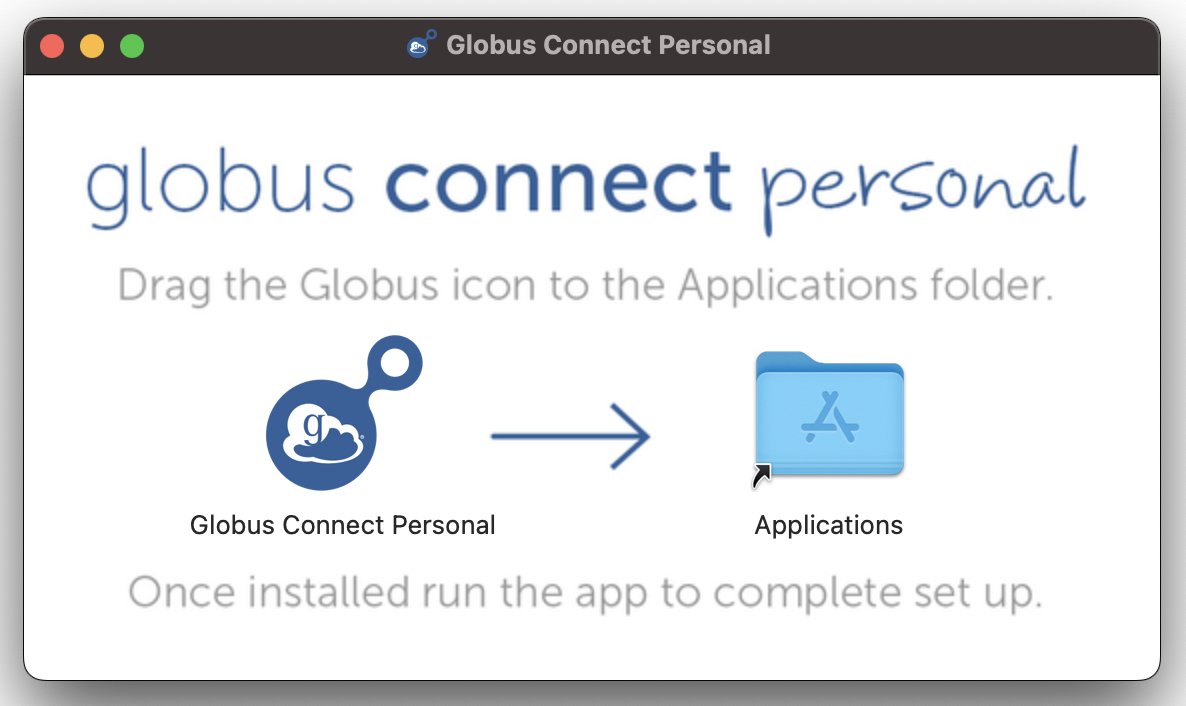 Globus Connect Personal
globus connect personal
Drag the Globus icon to the Applications folder.
g
Globus Connect Personal
Applications
Once installed run the app to complete set up.